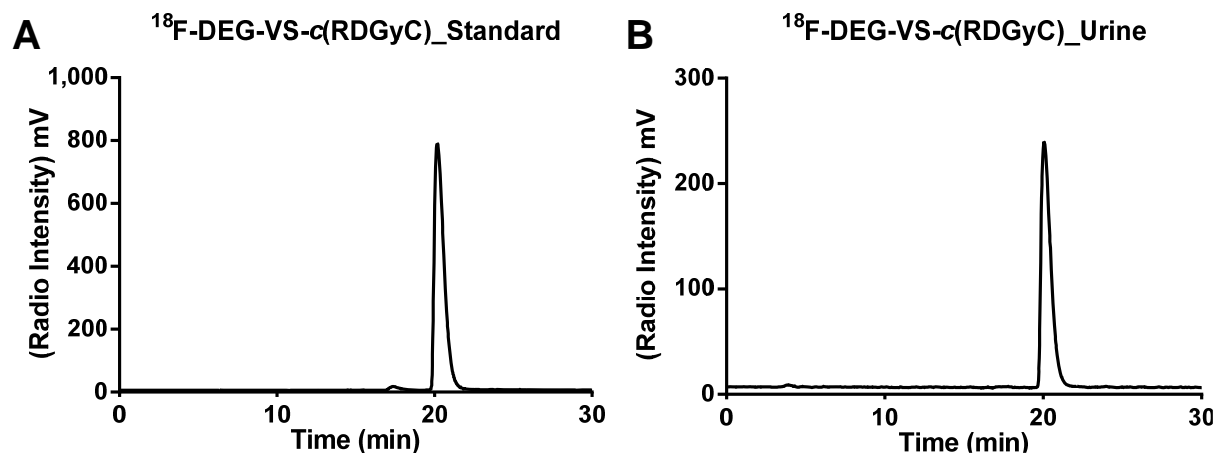 A
¹⁸F-DEG-VS-c(RDGyC)_Standard
(Radio Intensity) mV
1,000
800
600
400
200
0
0 10 20 30
Time (min)
B
¹⁸F-DEG-VS-c(RDGyC)_Urine
(Radio Intensity) mV
300
200
100
0
0 10 20 30
Time (min)